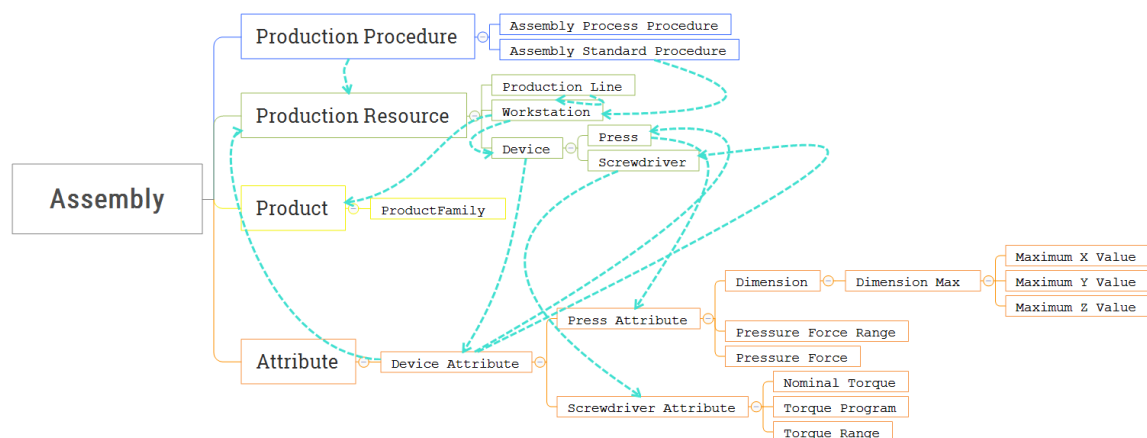 Assembly
Production Procedure
Assembly Process Procedure
Assembly Standard Procedure
Production Resource
Production Line
Workstation
Device
Press
Screwdriver
Product
ProductFamily
Attribute
Device Attribute
Press Attribute
Dimension
Dimension Max
Maximum X Value
Maximum Y Value
Maximum Z Value
Pressure Force Range
Pressure Force
Screwdriver Attribute
Nominal Torque
Torque Program
Torque Range